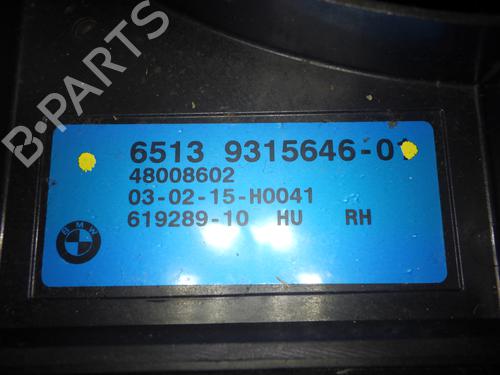 B-PARTS
6513 9315646-01
48008602
03-02-15-H0041
619289-10 HU RH
BMW